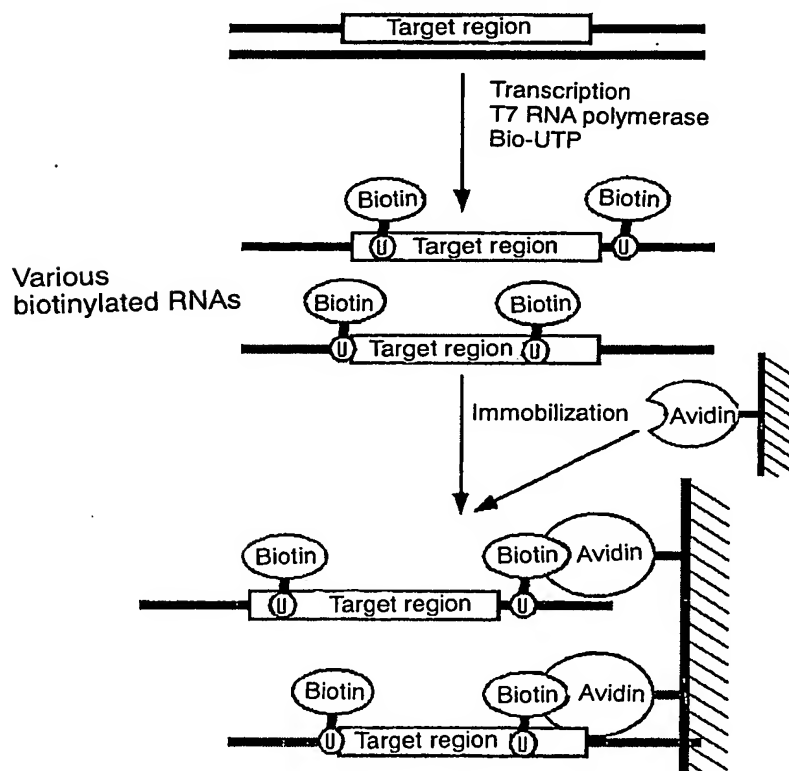 Target region
Transcription
T7 RNA polymerase
Bio-UTP
Biotin Biotin
U Target region U
Various
biotinylated RNAs
Biotin Biotin
U Target region U
Immobilization Avidin
Biotin Biotin Avidin
U Target region U
Biotin Biotin Avidin
U Target region U